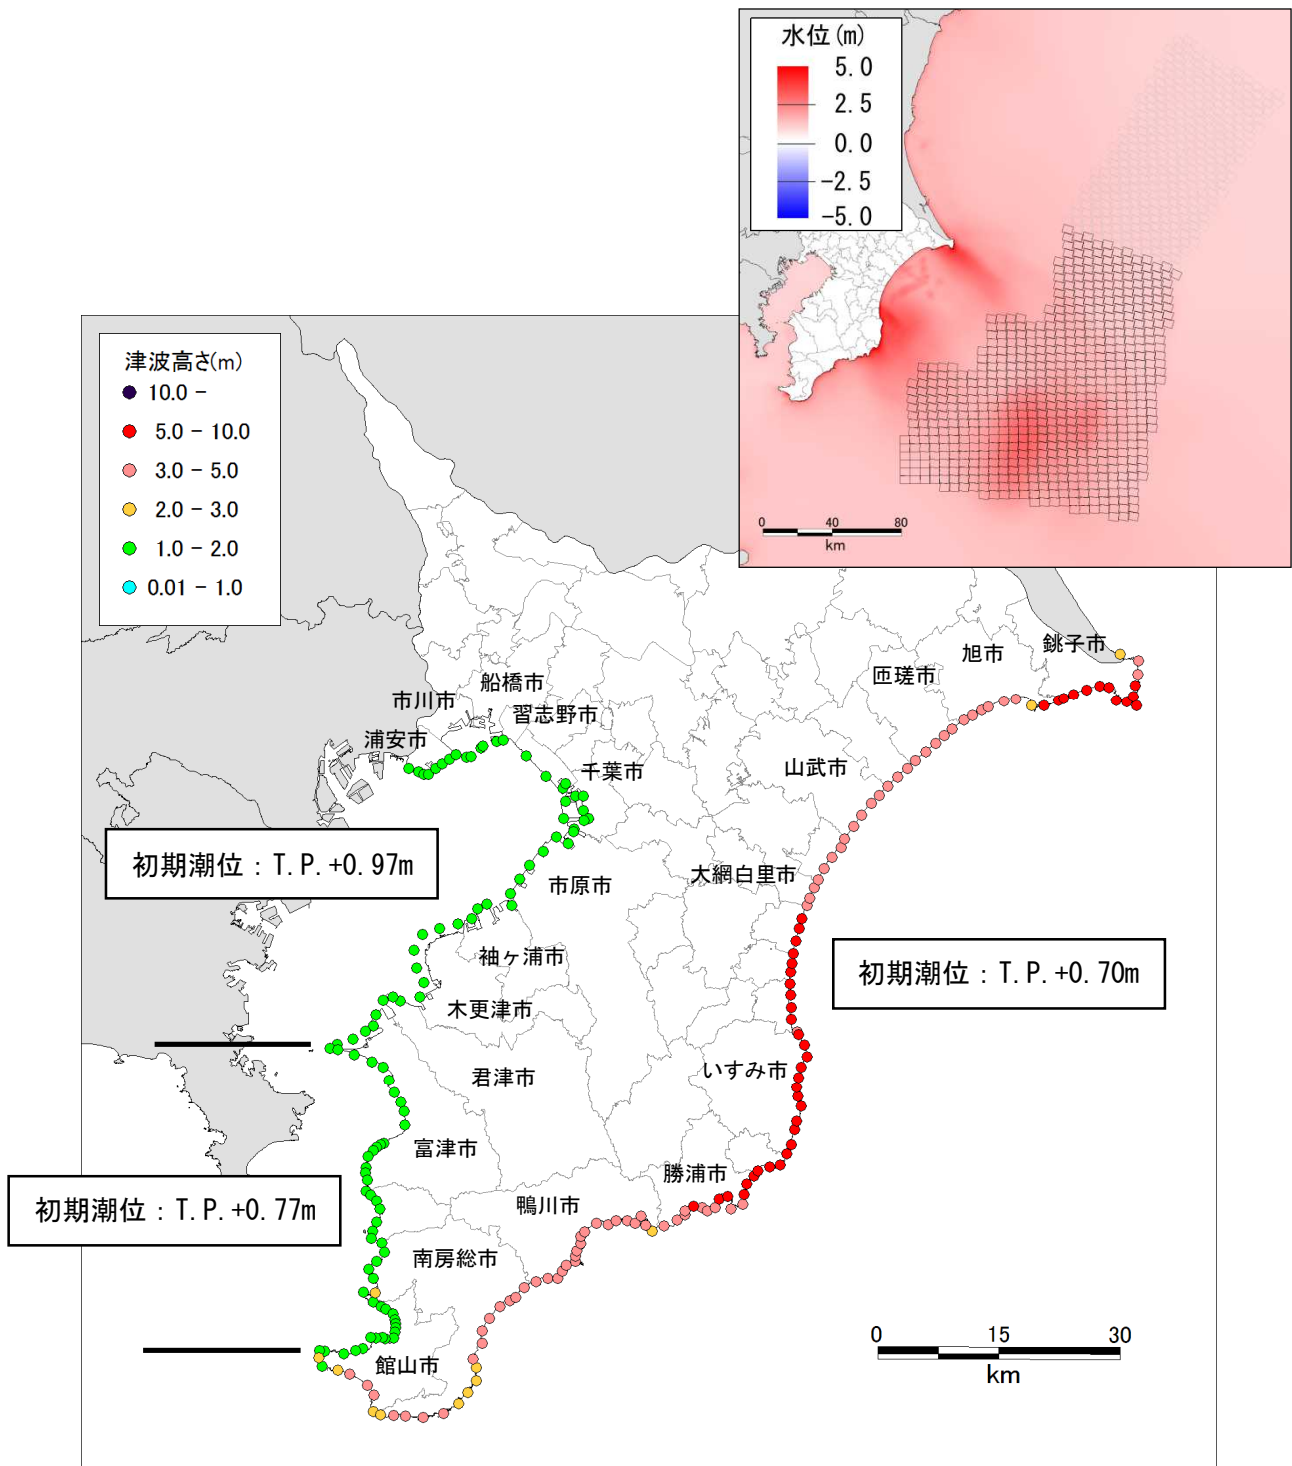 水位(m)
5.0
2.5
0.0
-2.5
-5.0
0 40 80
km
津波高さ(m)
10.0 -
5.0 - 10.0
3.0 - 5.0
2.0 - 3.0
1.0 - 2.0
0.01 - 1.0
銚子市
旭市
匝瑳市
船橋市
市川市
習志野市
浦安市
千葉市
山武市
初期潮位：T.P.+0.97m
大網白里市
市原市
袖ヶ浦市
初期潮位：T.P.+0.70m
木更津市
いすみ市
君津市
富津市
勝浦市
鴨川市
初期潮位：T.P.+0.77m
南房総市
館山市
0 15 30
km